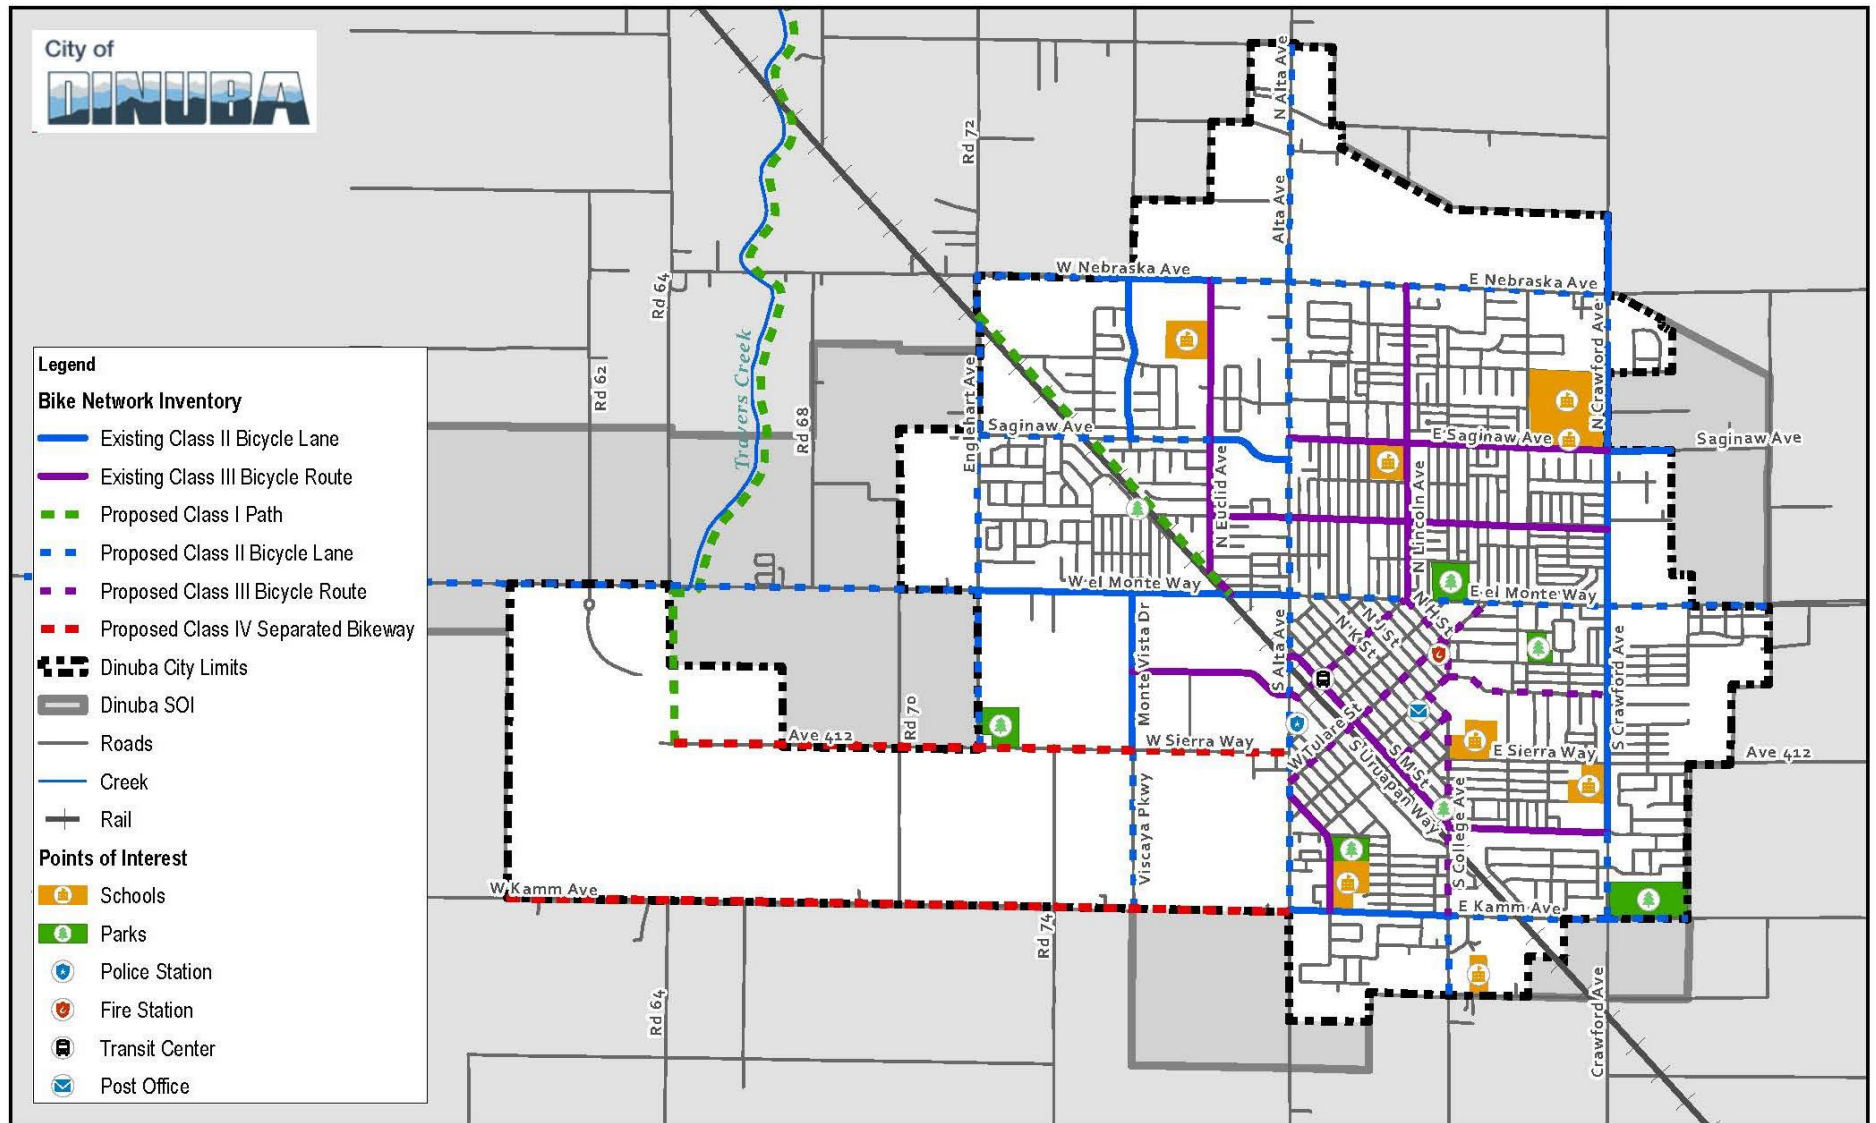 City of
DINUBA
Legend
Bike Network Inventory
Existing Class II Bicycle Lane
Existing Class III Bicycle Route
Proposed Class I Path
Proposed Class II Bicycle Lane
Proposed Class III Bicycle Route
Proposed Class IV Separated Bikeway
Dinuba City Limits
Dinuba SOI
Roads
Creek
Rail
Points of Interest
Schools
Parks
Police Station
Fire Station
Transit Center
Post Office
N Alta Ave
Rd 72
Alta Ave
W Nebraska Ave
E Nebraska Ave
Rd 64
Travers Creek
Rd 62
Rd 68
Englehart Ave
N Crawford Ave
Saginaw Ave
E Saginaw Ave
Saginaw Ave
N Euclid Ave
N Lincoln Ave
W el Monte Way
E el Monte Way
N H St
N J St
N K St
Monte Vista Dr
S Alta Ave
S Crawford Ave
Rd 70
Ave 412
W Sierra Way
W Tulare St
E Sierra Way
Ave 412
S M St
S Uruapan Way
Viscaya Pkwy
S College Ave
W Kamm Ave
E Kamm Ave
Rd 74
Rd 64
Crawford Ave